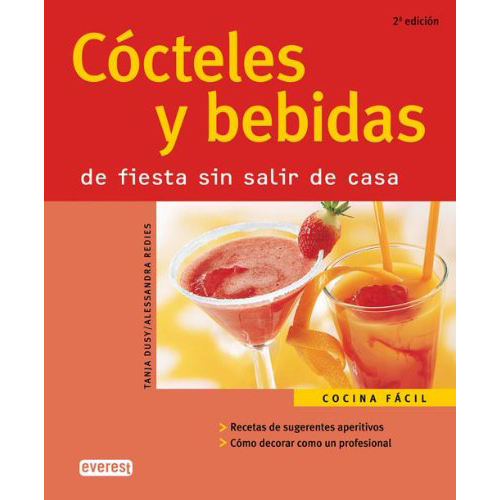 2ª edición
Cócteles
y bebidas
de fiesta sin salir de casa
TANJA DUSY/ALESSANDRA REDIES
COCINA FÁCIL
> Recetas de sugerentes aperitivos
> Cómo decorar como un profesional
everest